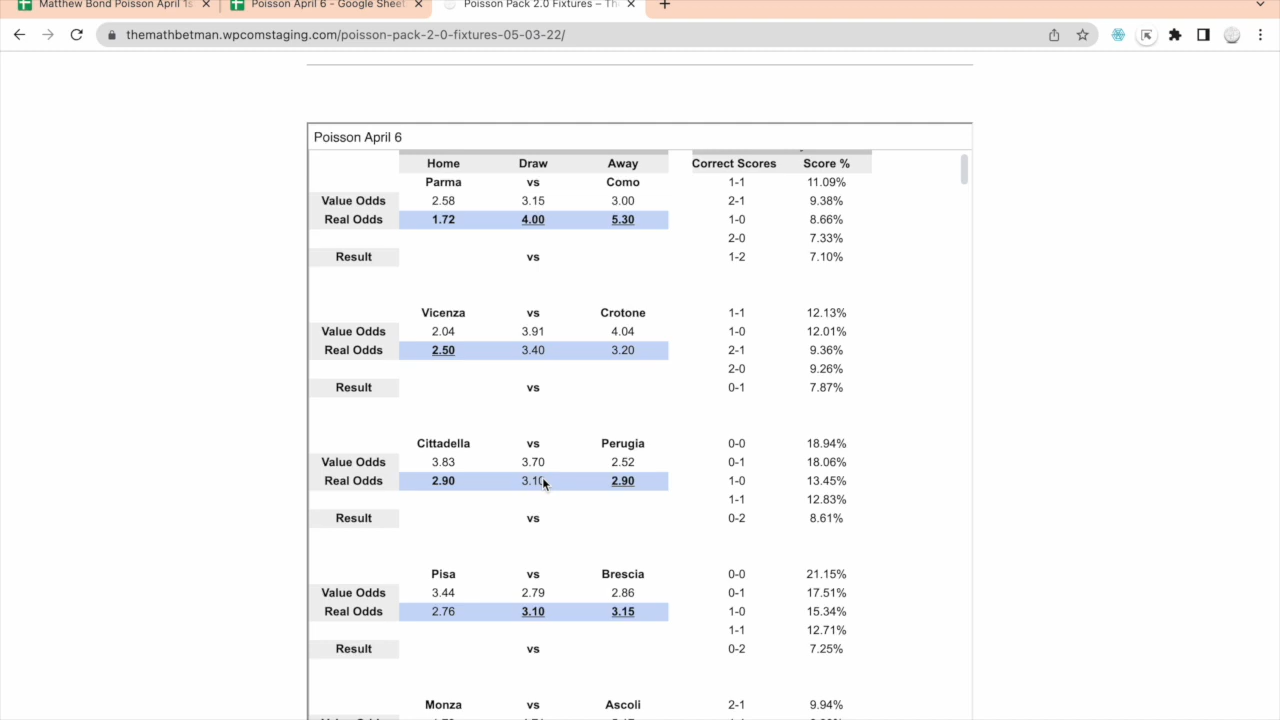 Matthew Bond Poisson April 1s
Poisson April 6 - Google Sheet
Poisson Pack 2.0 Fixtures – Th
themathbetman.wpcomstaging.com/poisson-pack-2-0-fixtures-05-03-22/
Poisson April 6
Home Draw Away Correct Scores Score %
Parma vs Como 1-1 11.09%
Value Odds 2.58 3.15 3.00 2-1 9.38%
Real Odds 1.72 4.00 5.30 1-0 8.66%
2-0 7.33%
Result vs 1-2 7.10%
Vicenza vs Crotone 1-1 12.13%
Value Odds 2.04 3.91 4.04 1-0 12.01%
Real Odds 2.50 3.40 3.20 2-1 9.36%
2-0 9.26%
Result vs 0-1 7.87%
Cittadella vs Perugia 0-0 18.94%
Value Odds 3.83 3.70 2.52 0-1 18.06%
Real Odds 2.90 3.10 2.90 1-0 13.45%
1-1 12.83%
Result vs 0-2 8.61%
Pisa vs Brescia 0-0 21.15%
Value Odds 3.44 2.79 2.86 0-1 17.51%
Real Odds 2.76 3.10 3.15 1-0 15.34%
1-1 12.71%
Result vs 0-2 7.25%
Monza vs Ascoli 2-1 9.94%